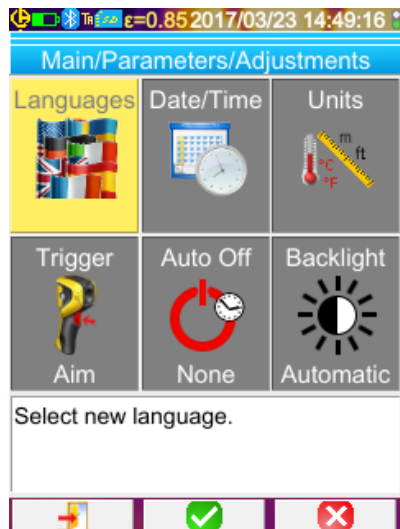 ε=0.85 2017/03/23 14:49:16
Main/Parameters/Adjustments
Languages Date/Time Units
m
ft
°C
°F
Trigger Auto Off Backlight
Aim None Automatic
Select new language.